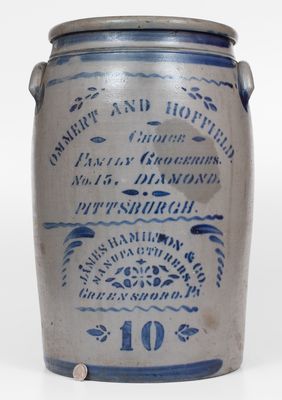 OMMERT AND HOFFIELD.
CHOICE
FAMILY GROCERIES.
No. 15. DIAMOND.
PITTSBURGH.
JAMES HAMILTON & CO
MANUFACTURERS
GREENSBORO. PA
10